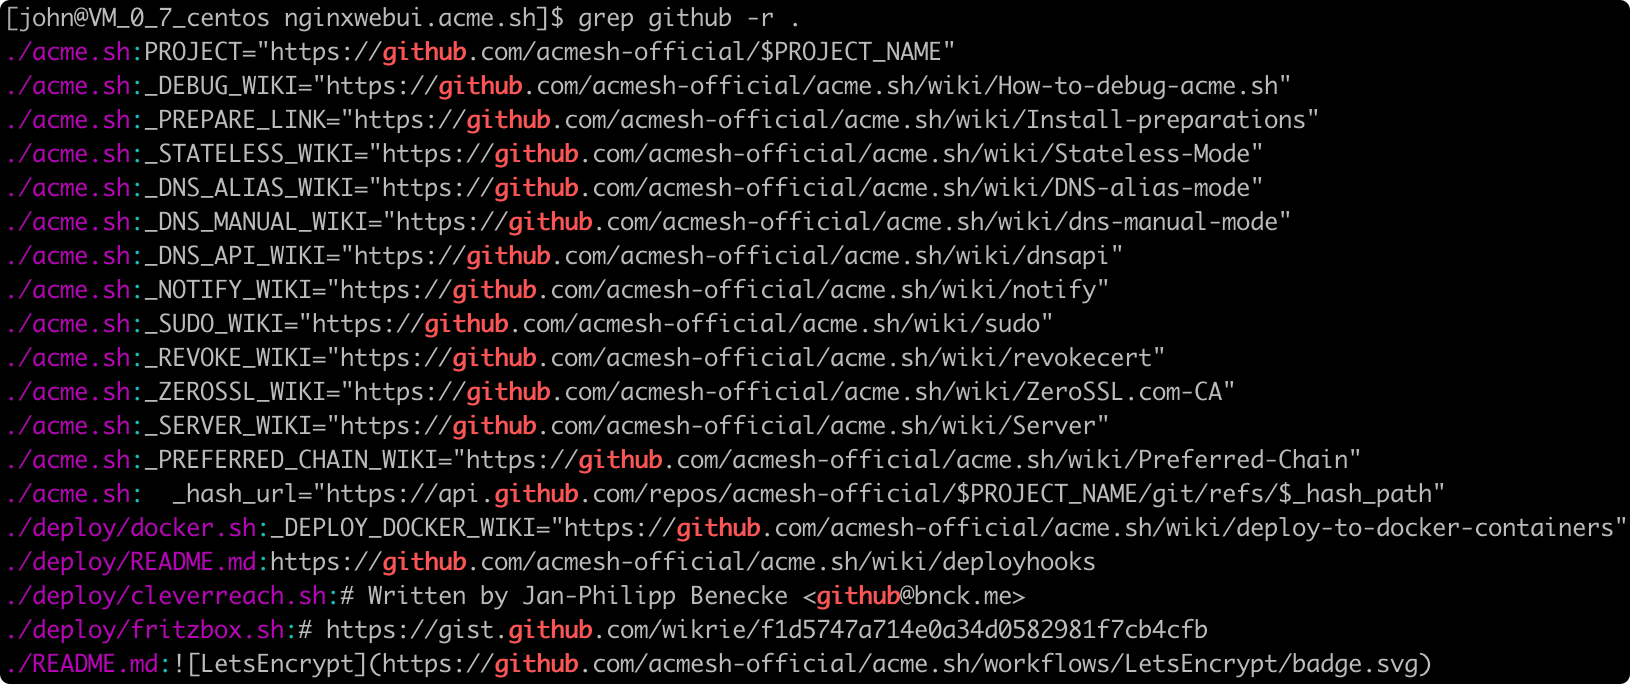 [john@VM_0_7_centos nginxwebui.acme.sh]$ grep github -r .
./acme.sh:PROJECT="https://github.com/acmesh-official/$PROJECT_NAME"
./acme.sh:_DEBUG_WIKI="https://github.com/acmesh-official/acme.sh/wiki/How-to-debug-acme.sh"
./acme.sh:_PREPARE_LINK="https://github.com/acmesh-official/acme.sh/wiki/Install-preparations"
./acme.sh:_STATELESS_WIKI="https://github.com/acmesh-official/acme.sh/wiki/Stateless-Mode"
./acme.sh:_DNS_ALIAS_WIKI="https://github.com/acmesh-official/acme.sh/wiki/DNS-alias-mode"
./acme.sh:_DNS_MANUAL_WIKI="https://github.com/acmesh-official/acme.sh/wiki/dns-manual-mode"
./acme.sh:_DNS_API_WIKI="https://github.com/acmesh-official/acme.sh/wiki/dnsapi"
./acme.sh:_NOTIFY_WIKI="https://github.com/acmesh-official/acme.sh/wiki/notify"
./acme.sh:_SUDO_WIKI="https://github.com/acmesh-official/acme.sh/wiki/sudo"
./acme.sh:_REVOKE_WIKI="https://github.com/acmesh-official/acme.sh/wiki/revokecert"
./acme.sh:_ZEROSSL_WIKI="https://github.com/acmesh-official/acme.sh/wiki/ZeroSSL.com-CA"
./acme.sh:_SERVER_WIKI="https://github.com/acmesh-official/acme.sh/wiki/Server"
./acme.sh:_PREFERRED_CHAIN_WIKI="https://github.com/acmesh-official/acme.sh/wiki/Preferred-Chain"
./acme.sh:  _hash_url="https://api.github.com/repos/acmesh-official/$PROJECT_NAME/git/refs/$_hash_path"
./deploy/docker.sh:_DEPLOY_DOCKER_WIKI="https://github.com/acmesh-official/acme.sh/wiki/deploy-to-docker-containers"
./deploy/README.md:https://github.com/acmesh-official/acme.sh/wiki/deployhooks
./deploy/cleverreach.sh:# Written by Jan-Philipp Benecke <github@bnck.me>
./deploy/fritzbox.sh:# https://gist.github.com/wikrie/f1d5747a714e0a34d0582981f7cb4cfb
./README.md:![LetsEncrypt](https://github.com/acmesh-official/acme.sh/workflows/LetsEncrypt/badge.svg)